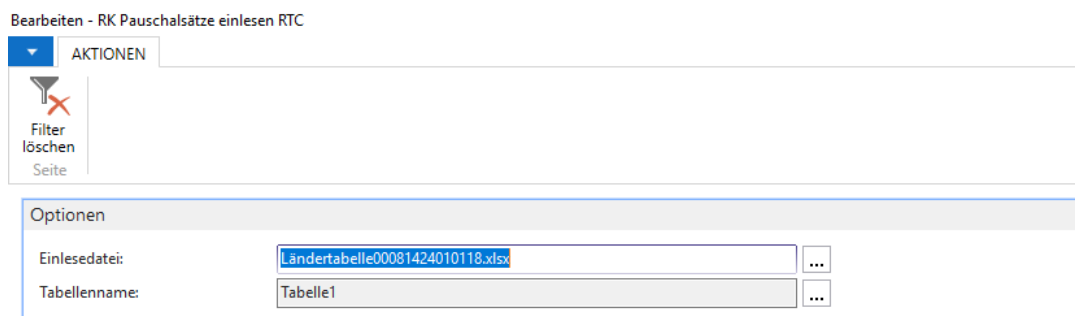 Bearbeiten - RK Pauschalsätze einlesen RTC
AKTIONEN
Filter
löschen
Seite
Optionen
Einlesedatei:
Ländertabelle00081424010118.xlsx
...
Tabellenname:
Tabelle1
...